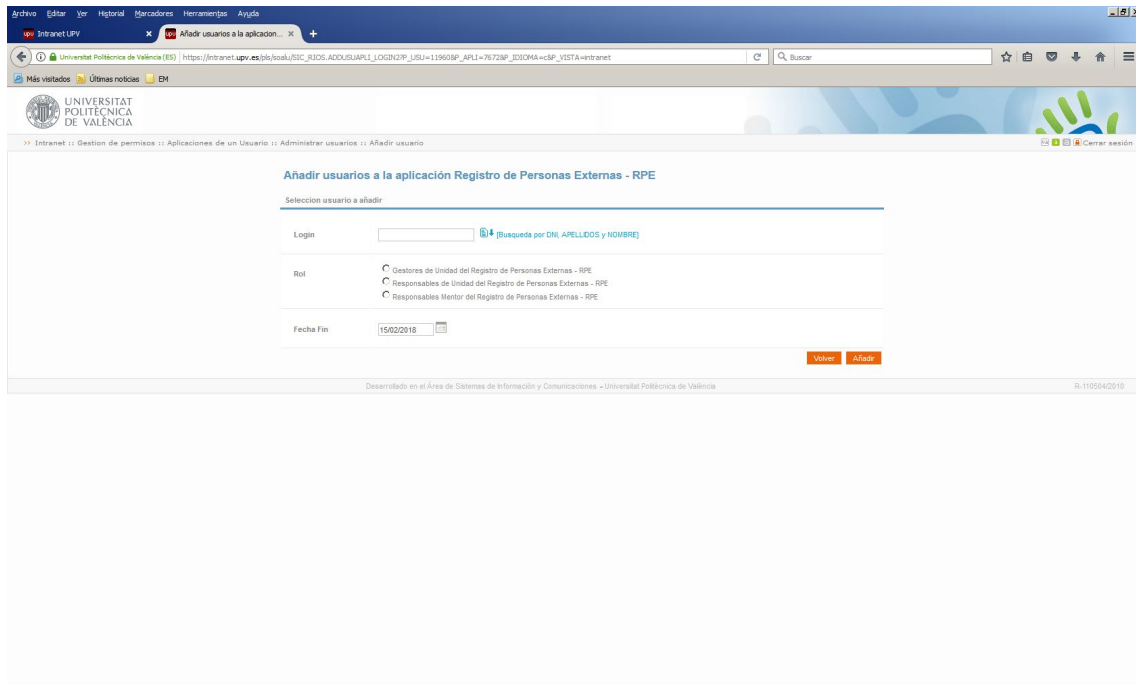 Archivo Editar Ver Historial Marcadores Herramientas Ayuda
upv Intranet UPV × upv Añadir usuarios a la aplicacion... × +
Universitat Politècnica de València (ES) https://intranet.upv.es/pls/soalu/SIC_RIOS.ADDUSUAPLI_LOGIN2?P_USU=11960&P_APLI=7672&P_IDIOMA=c&P_VISTA=intranet Buscar
Más visitados Últimas noticias EM
UNIVERSITAT
POLITÈCNICA
DE VALÈNCIA
>> Intranet :: Gestion de permisos :: Aplicaciones de un Usuario :: Administrar usuarios :: Añadir usuario Cerrar sesión
Añadir usuarios a la aplicación Registro de Personas Externas - RPE
Seleccion usuario a añadir
Login [Busqueda por DNI, APELLIDOS y NOMBRE]
Rol
Gestores de Unidad del Registro de Personas Externas - RPE
Responsables de Unidad del Registro de Personas Externas - RPE
Responsables Mentor del Registro de Personas Externas - RPE
Fecha Fin 15/02/2018
Volver Añadir
Desarrollado en el Área de Sistemas de Información y Comunicaciones - Universitat Politècnica de València R-110504/2010